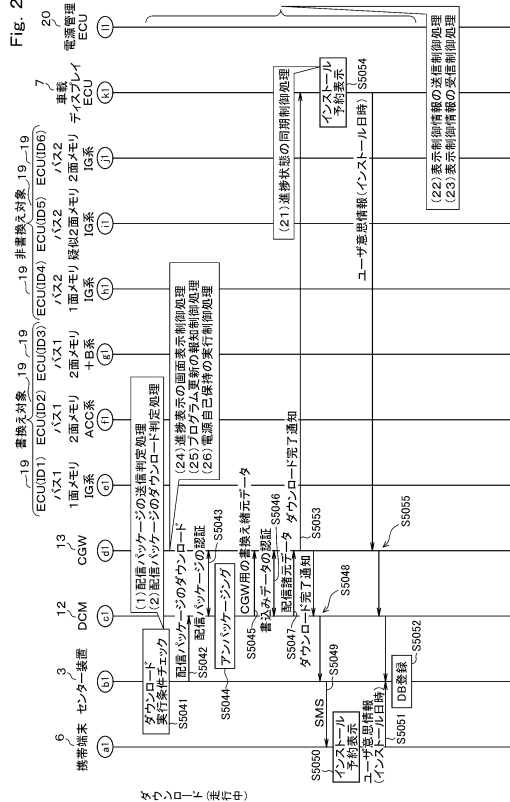 Fig. 2
6
携帯端末
a1
3
センター装置
b1
12
DCM
c1
13
CGW
d1
書換え対象
19
ECU(ID1)
バス1
1面メモリ
IG系
e1
19
ECU(ID2)
バス1
2面メモリ
ACC系
f1
19
ECU(ID3)
バス1
2面メモリ
+B系
g1
非書換え対象
19
ECU(ID4)
バス2
1面メモリ
IG系
h1
19
ECU(ID5)
バス2
疑似2面メモリ
IG系
i1
19
ECU(ID6)
バス2
2面メモリ
IG系
j1
7
車載
ディスプレイ
ECU
k1
20
電源管理
ECU
l1
ダウンロード(走行中)
ダウンロード
実行条件チェック
S5041
(1)配信パッケージの送信判定処理
(2)配信パッケージのダウンロード判定処理
配信パッケージのダウンロード
S5042
(24)進捗表示の画面表示制御処理
(25)プログラム更新の報知制御処理
(26)電源自己保持の実行制御処理
配信パッケージの認証
S5043
アンパッケージング
S5044
CGW用の書換え諸元データ
S5045
書込みデータの認証
S5046
配信諸元データ
S5047
ダウンロード完了通知
S5053
(21)進捗状態の同期制御処理
ダウンロード完了通知
S5048
SMS
S5049
インストール
予約表示
S5050
インストール
予約表示
S5054
ユーザ意思情報(インストール日時)
S5055
ユーザ意思情報
(インストール日時)
S5051
DB登録
S5052
(22)表示制御情報の送信制御処理
(23)表示制御情報の受信制御処理